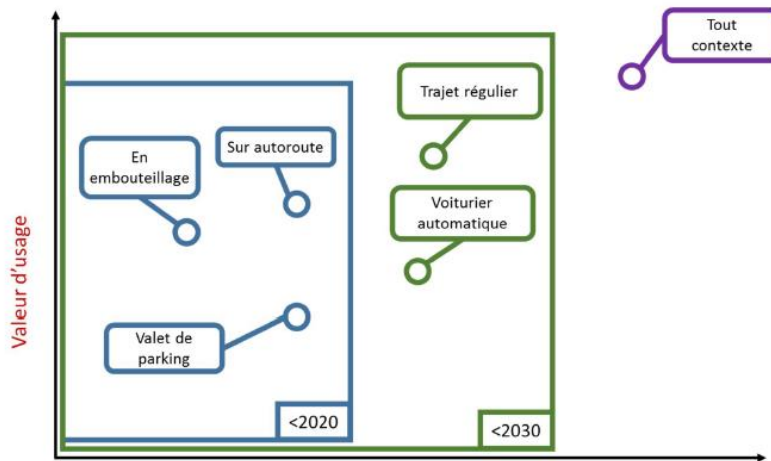 Tout
contexte
Trajet régulier
Sur autoroute
En
embouteillage
Voiturier
automatique
Valeur d'usage
Valet de
parking
<2020
<2030